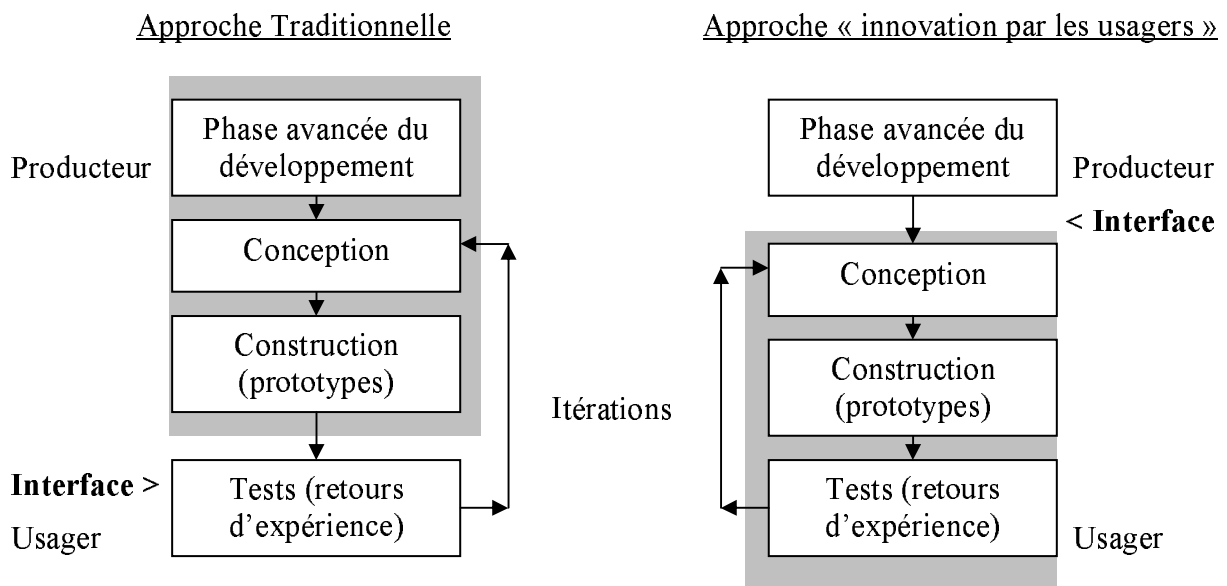 Approche Traditionnelle
Phase avancée du
développement
Producteur
Conception
Construction
(prototypes)
Interface >
Tests (retours
d’expérience)
Usager
Itérations
Approche « innovation par les usagers »
Phase avancée du
développement
Producteur
< Interface
Conception
Construction
(prototypes)
Tests (retours
d’expérience)
Usager